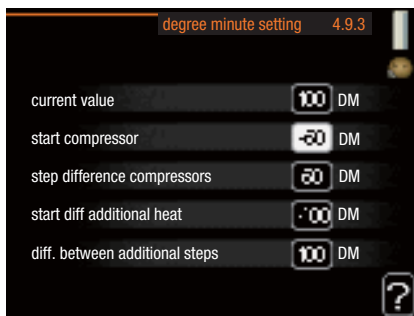 degree minute setting 4.9.3
current value 100 DM
start compressor -60 DM
step difference compressors 60 DM
start diff additional heat DM
diff. between additional steps 100 DM
?